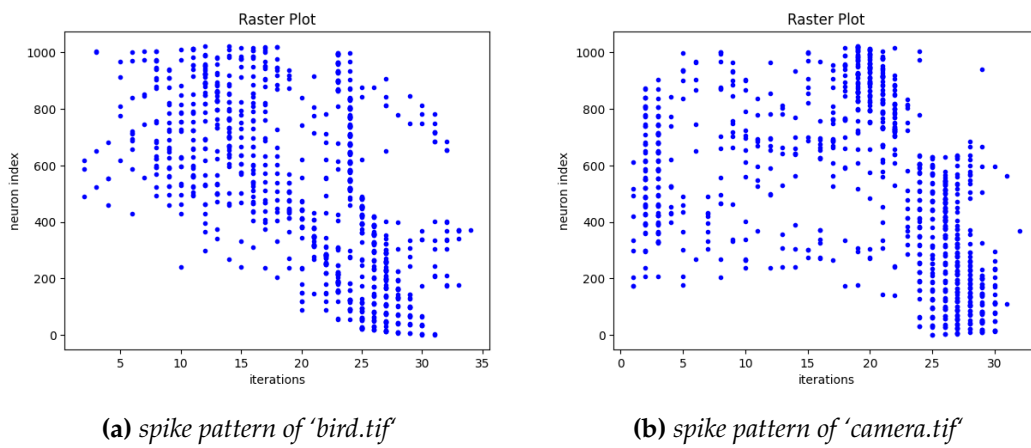 Raster Plot
neuron index
1000
800
600
400
200
0
5 10 15 20 25 30 35
iterations
(a) spike pattern of ‘bird.tif‘
Raster Plot
neuron index
1000
800
600
400
200
0
0 5 10 15 20 25 30
iterations
(b) spike pattern of ‘camera.tif‘